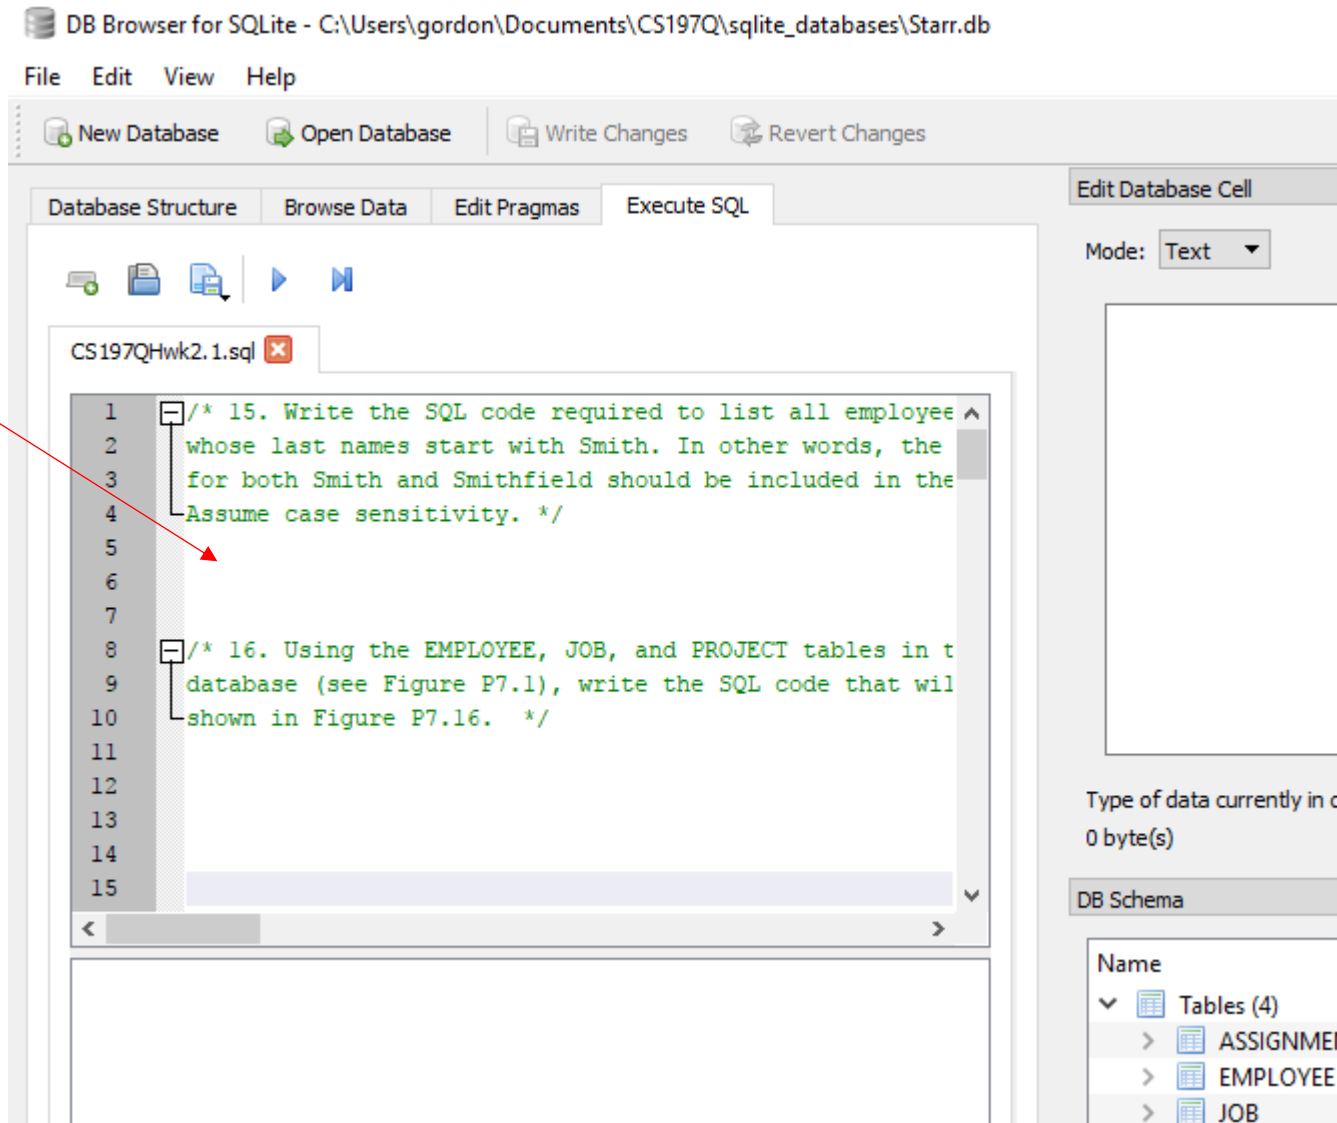 DB Browser for SQLite - C:\Users\gordon\Documents\CS197Q\sqlite_databases\Starr.db
File Edit View Help
New Database Open Database Write Changes Revert Changes
Database Structure Browse Data Edit Pragmas Execute SQL
CS197QHwk2.1.sql
1 /* 15. Write the SQL code required to list all employee
2 whose last names start with Smith. In other words, the
3 for both Smith and Smithfield should be included in the
4 Assume case sensitivity. */
5
6
7
8 /* 16. Using the EMPLOYEE, JOB, and PROJECT tables in t
9 database (see Figure P7.1), write the SQL code that wil
10 shown in Figure P7.16. */
11
12
13
14
15
Edit Database Cell
Mode: Text
Type of data currently in c
0 byte(s)
DB Schema
Name
Tables (4)
ASSIGNME
EMPLOYEE
JOB